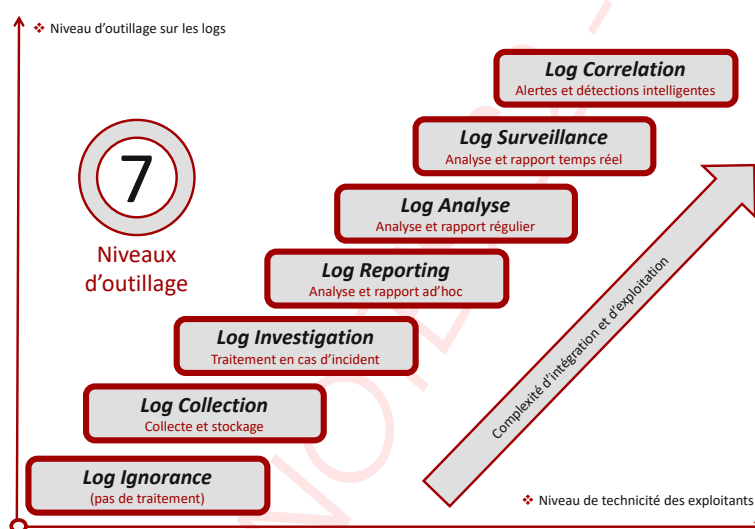 ❖ Niveau d'outillage sur les logs
Log Correlation
Alertes et détections intelligentes
Log Surveillance
Analyse et rapport temps réel
7
Niveaux
d'outillage
Log Analyse
Analyse et rapport régulier
Log Reporting
Analyse et rapport ad'hoc
Log Investigation
Traitement en cas d'incident
Log Collection
Collecte et stockage
Log Ignorance
(pas de traitement)
Complexité d'intégration et d'exploitation
❖ Niveau de technicité des exploitants